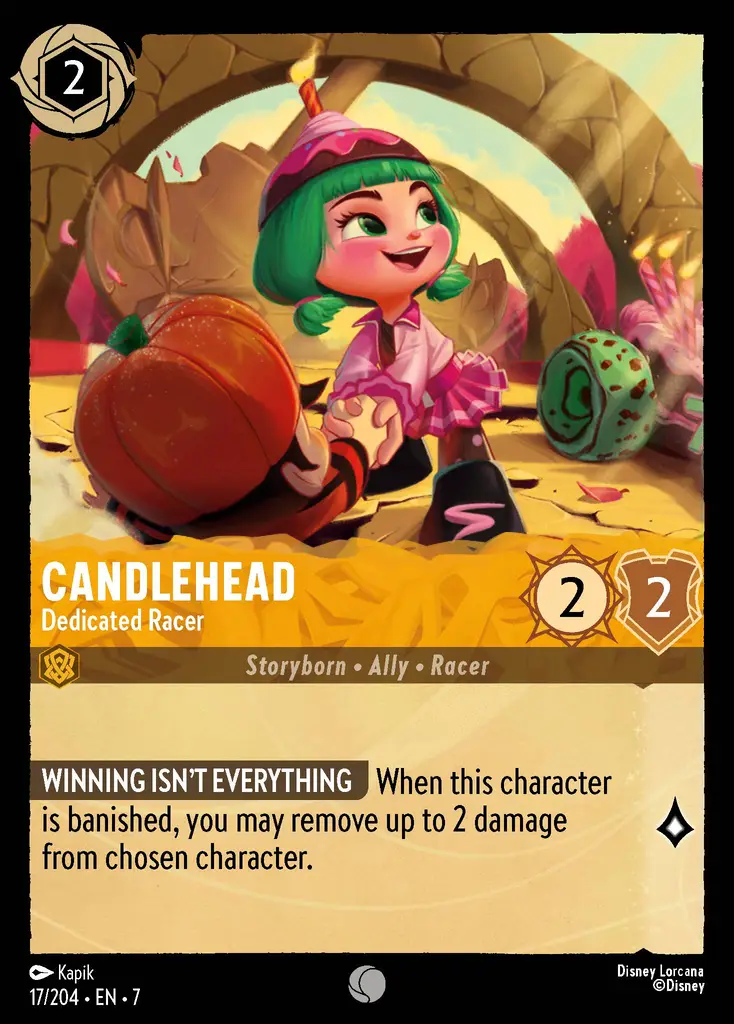 2
CANDLEHEAD
Dedicated Racer
2
2
Storyborn • Ally • Racer
WINNING ISN'T EVERYTHING When this character
is banished, you may remove up to 2 damage
from chosen character.
Kapik
Disney Lorcana
17/204 • EN • 7
©Disney